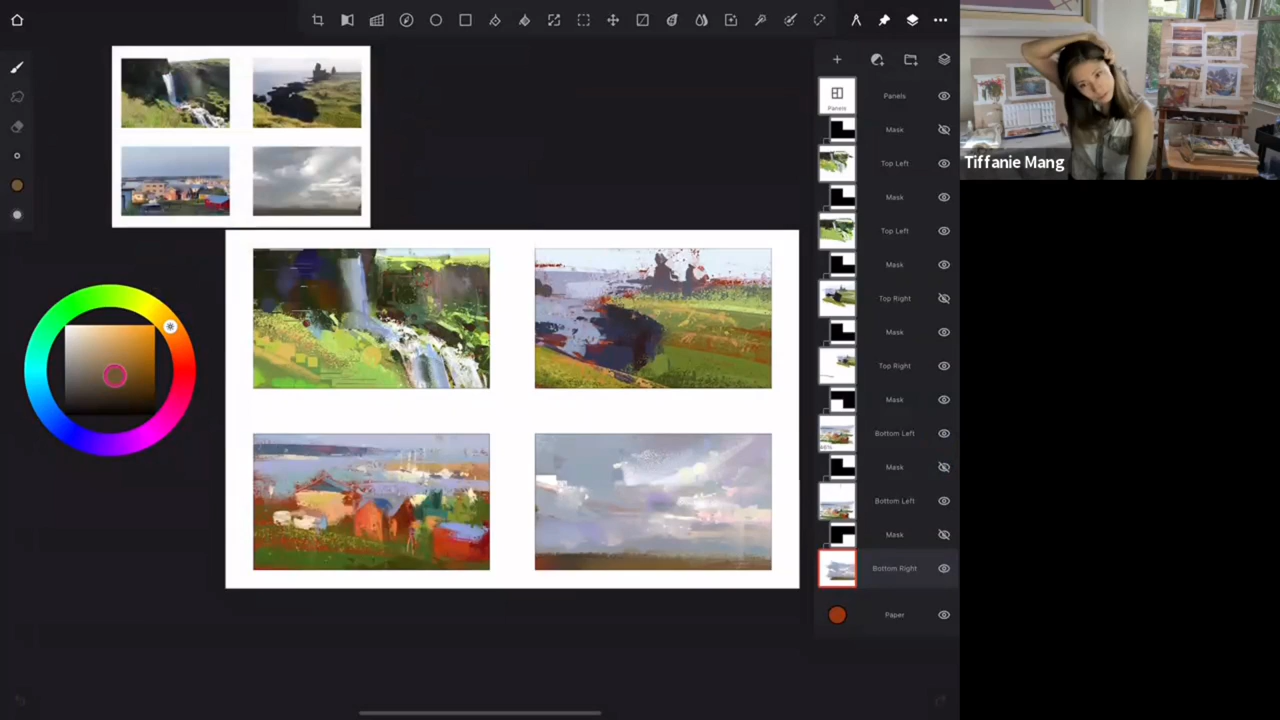 Tiffanie Mang
Panels
Panels
Mask
Top Left
Mask
Top Left
Mask
Top Right
Mask
Top Right
Mask
Bottom Left
Mask
Bottom Left
Mask
Bottom Right
Paper